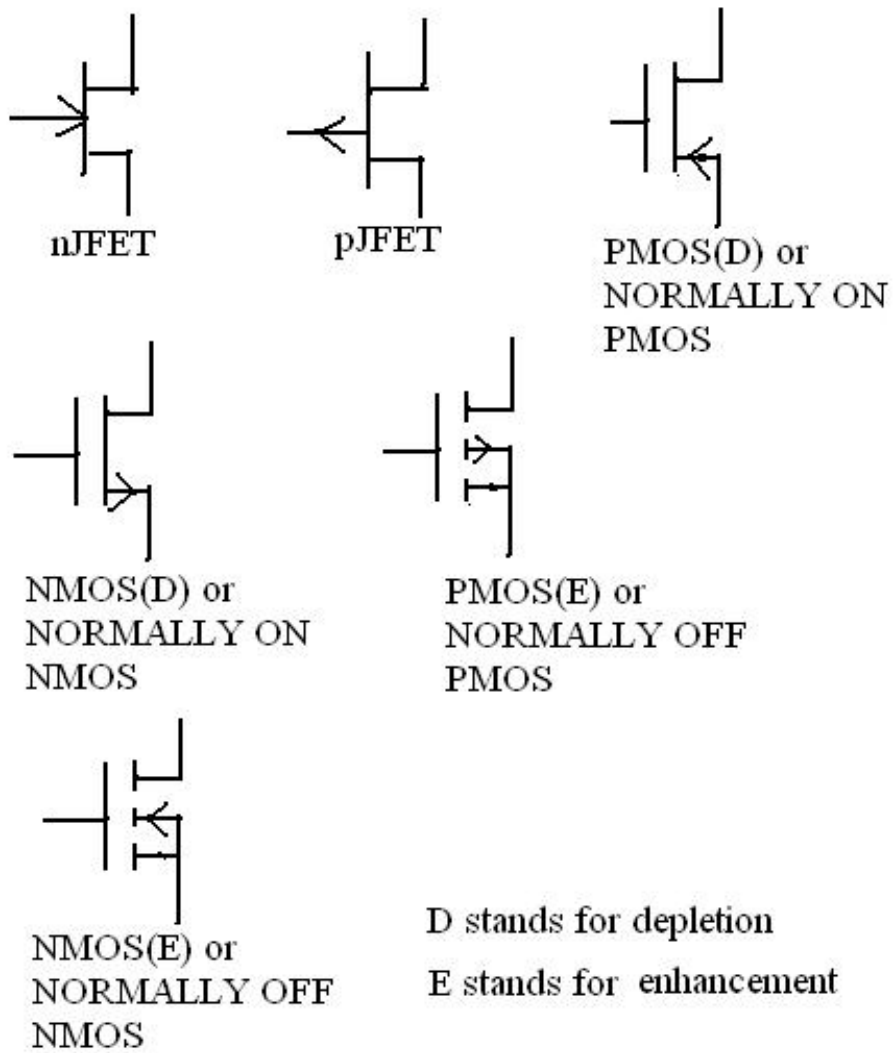 nJFET
pJFET
PMOS(D) or
NORMALLY ON
PMOS
NMOS(D) or
NORMALLY ON
NMOS
PMOS(E) or
NORMALLY OFF
PMOS
NMOS(E) or
NORMALLY OFF
NMOS
D stands for depletion
E stands for enhancement